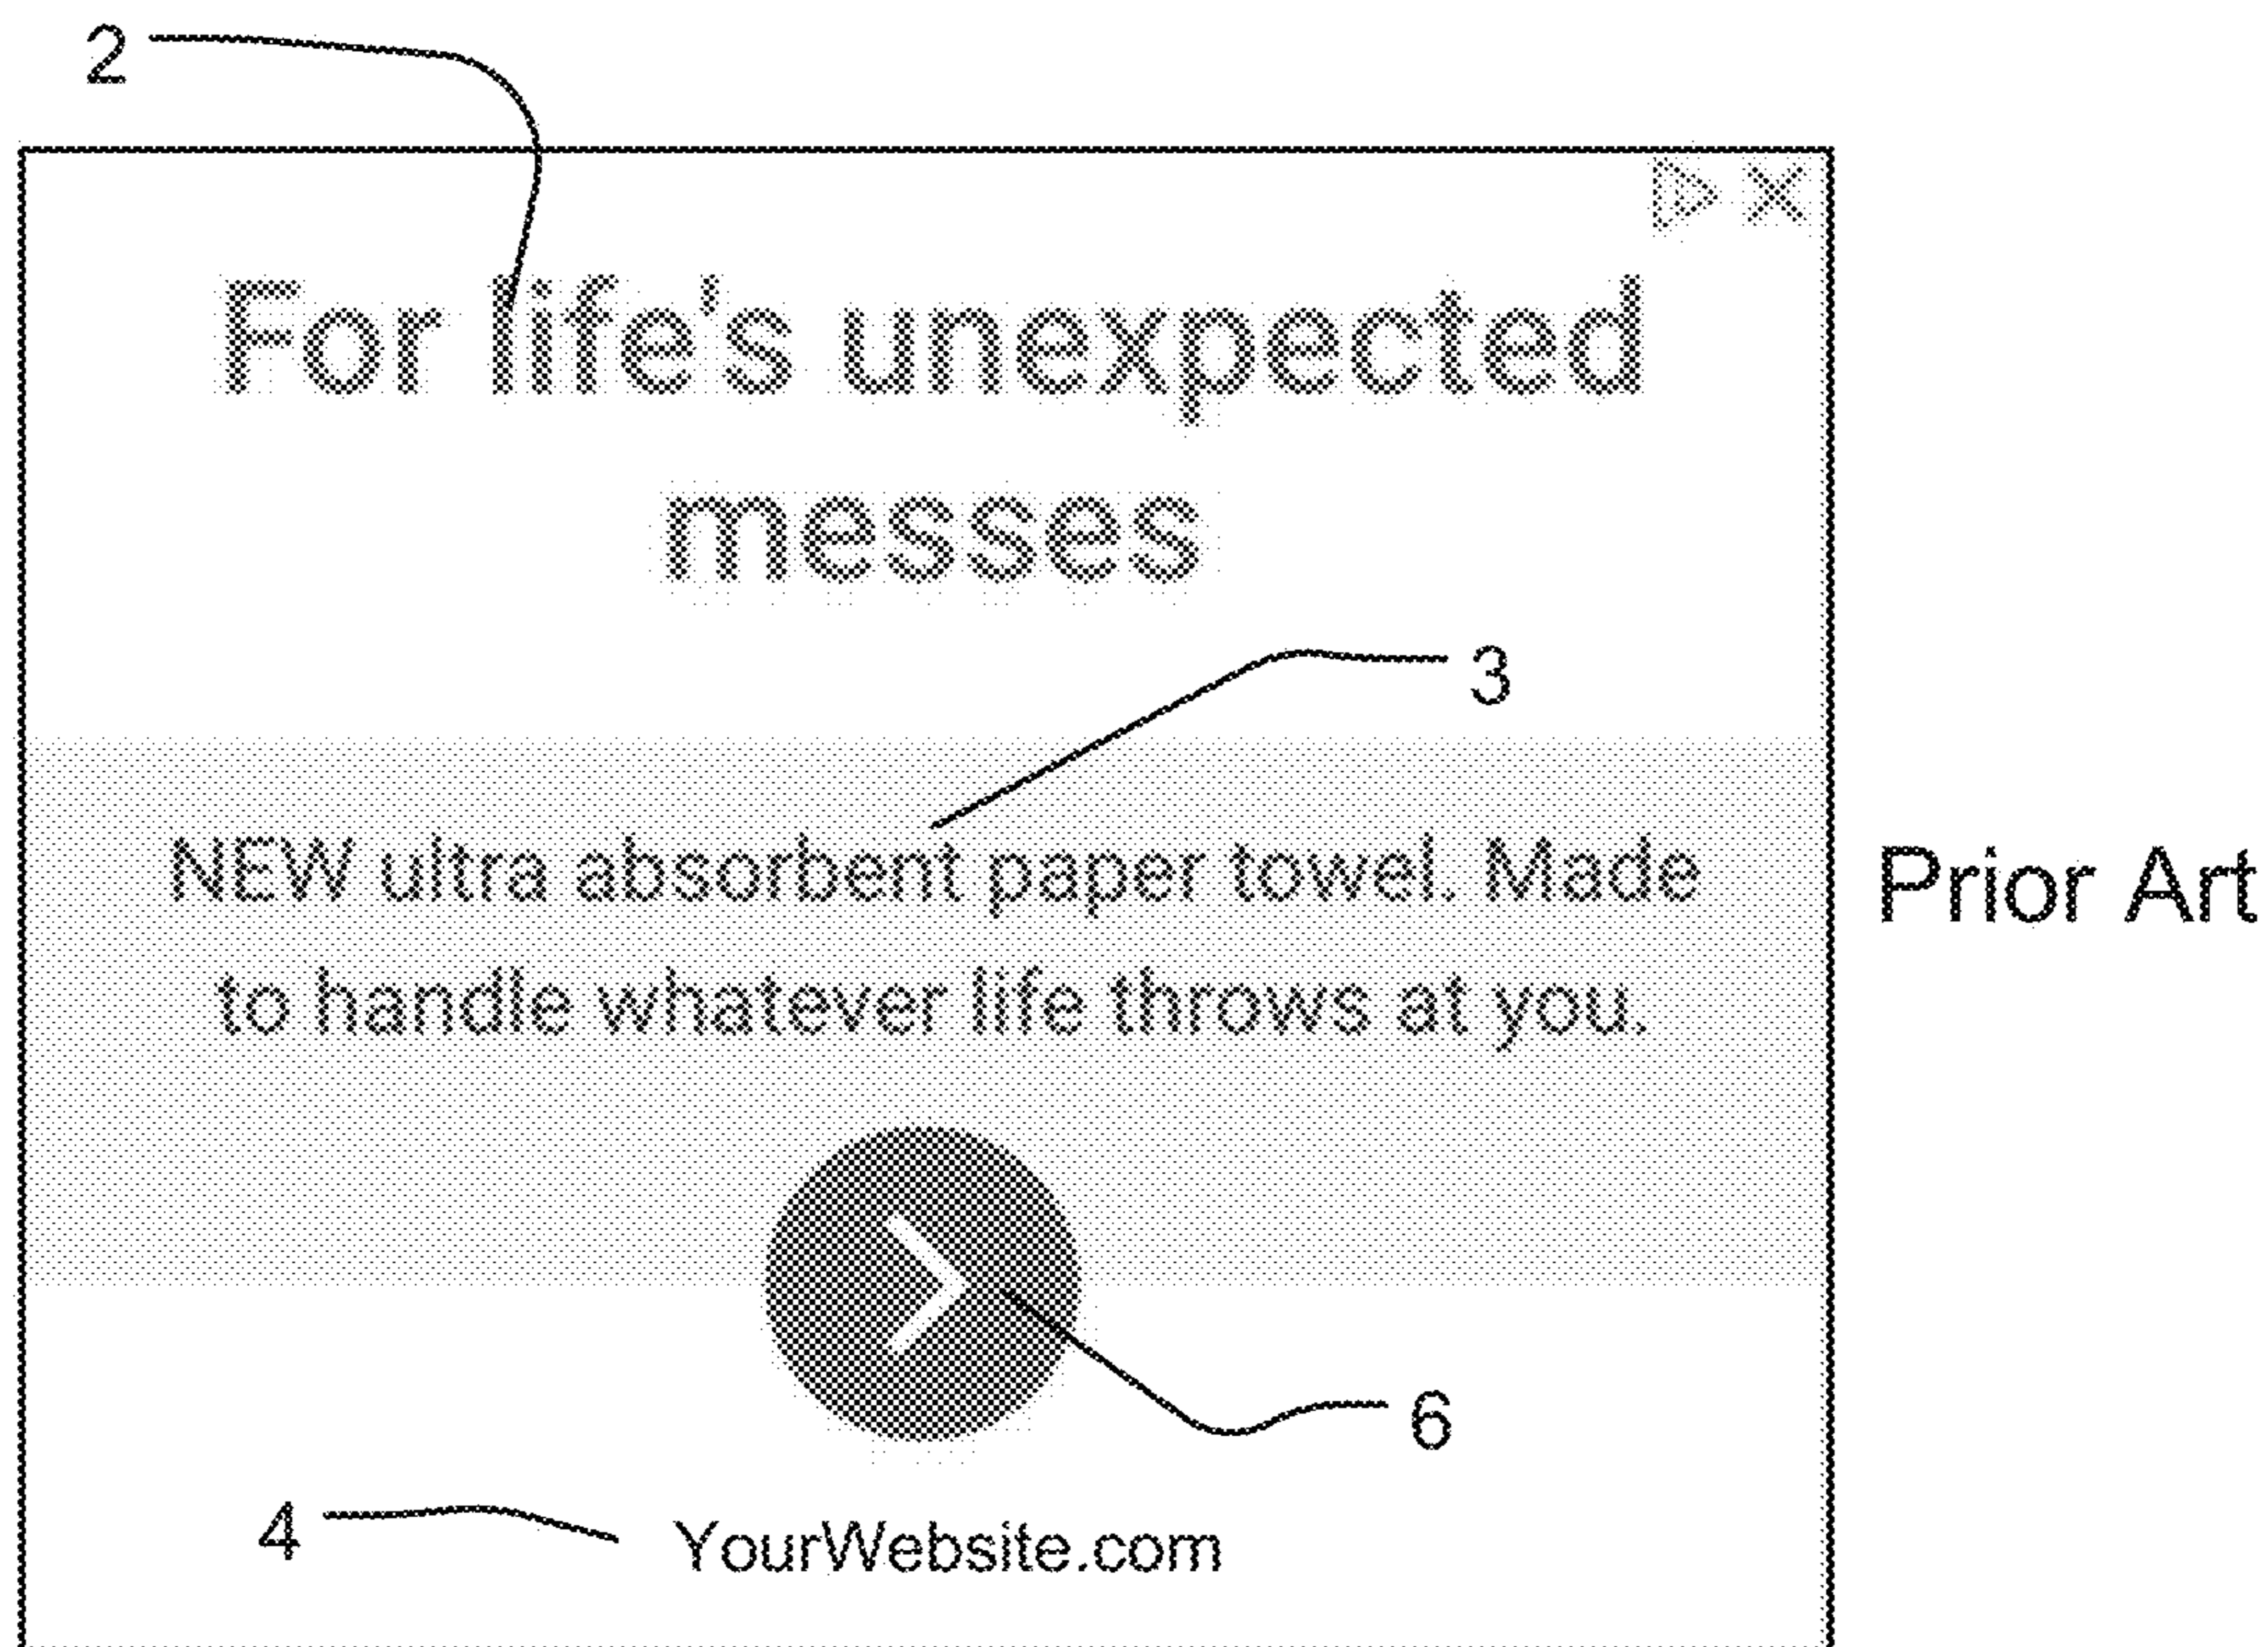 2
For life's unexpected
messes
3
NEW ultra absorbent paper towel. Made
to handle whatever life throws at you.
Prior Art
6
4
YourWebsite.com